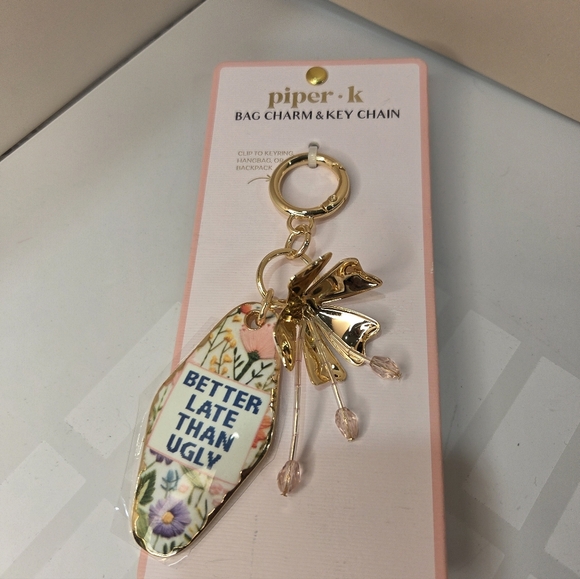 piper + k
BAG CHARM & KEY CHAIN
CLIP TO KEYRING,
HANDBAG, OR
BACKPACK
BETTER
LATE
THAN
UGLY